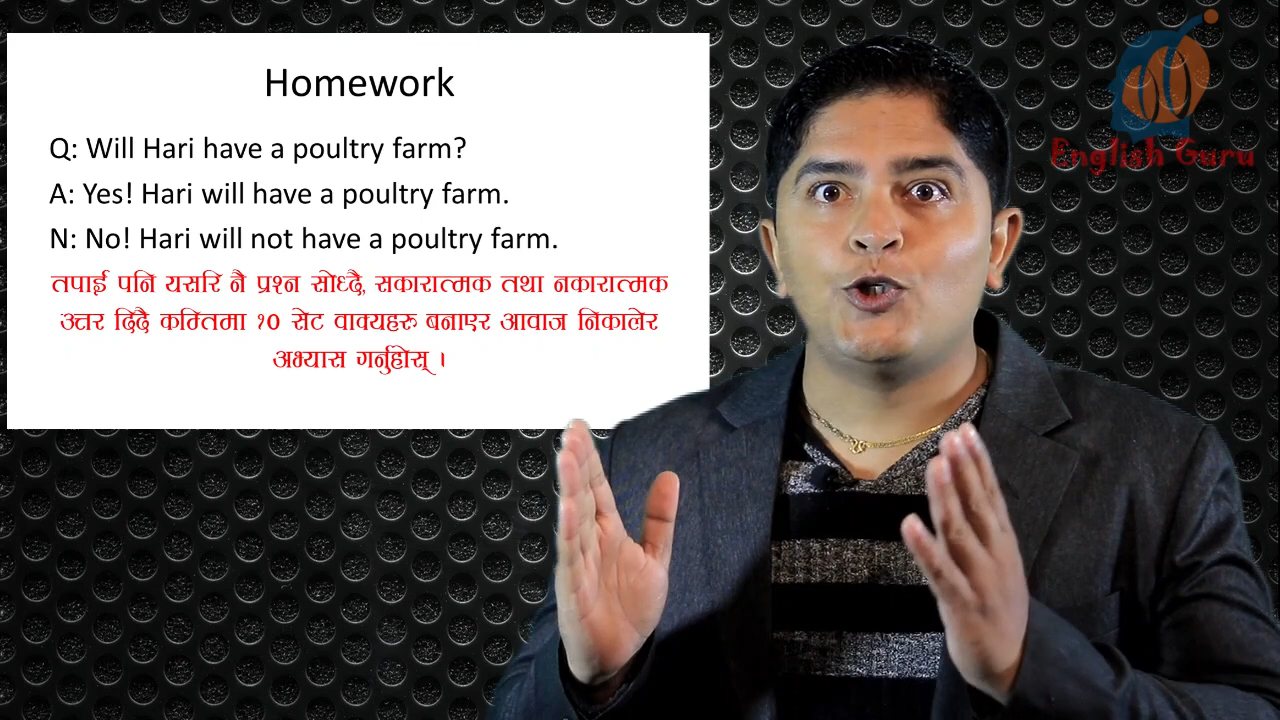 Homework
Q: Will Hari have a poultry farm?
A: Yes! Hari will have a poultry farm.
N: No! Hari will not have a poultry farm.
तपाई पनि यसरि नै प्रश्न सोध्दै, सकारात्मक तथा नकारात्मक
उत्तर दिदै कम्तिमा १० सेट वाक्यहरु बनाएर आवाज निकालेर
अभ्यास गर्नुहोस् ।
English Guru